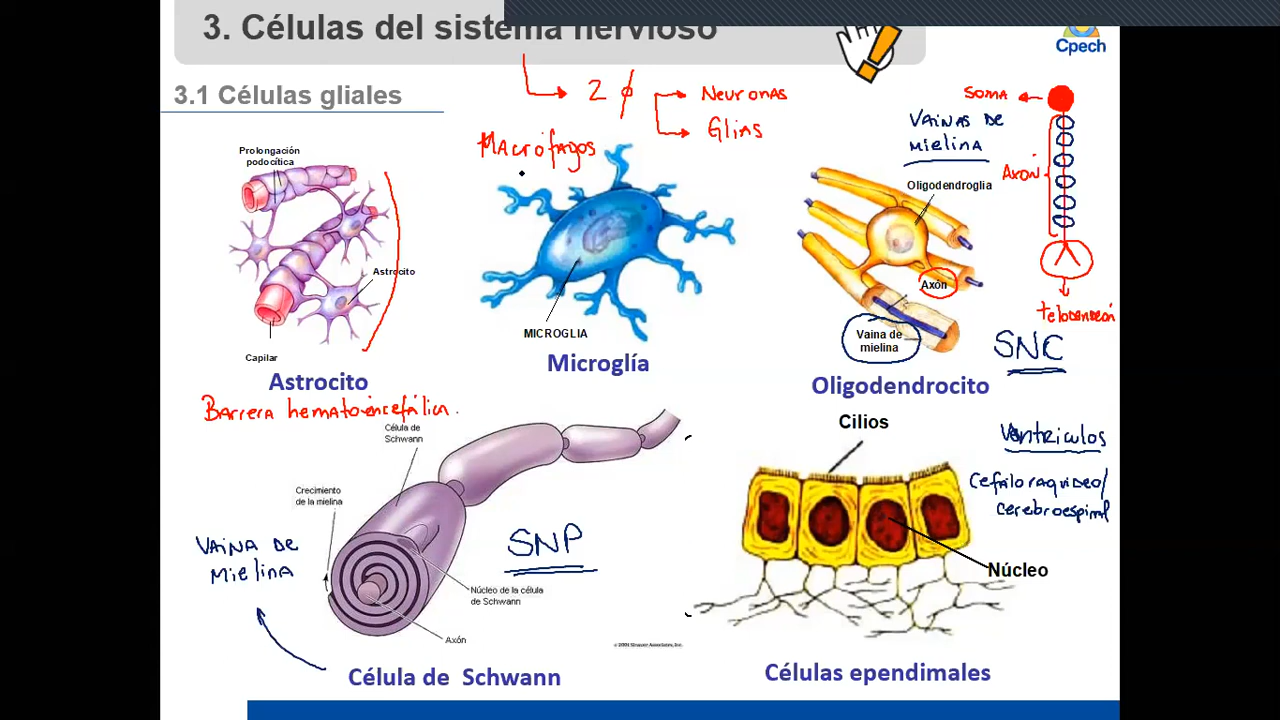 3. Células del sistema nervioso
Cpech
3.1 Células gliales
2
Neuronas
Glias
Macrófagos
Prolongación
podocítica
Astrocito
Capilar
Astrocito
Barrera hematoencefálica.
MICROGLIA
Microglía
VAINAS DE
mielina
Oligodendroglia
Axón
Vaina de
mielina
Oligodendrocito
SOMA
AXÓN
telodendrón
SNC
Célula de
Schwann
Crecimiento
de la mielina
VAINA DE
mielina
SNP
Núcleo de la célula
de Schwann
Axón
Célula de Schwann
Cilios
Ventriculos
Cefaloraquideo/
cerebroespinal
Núcleo
Células ependimales